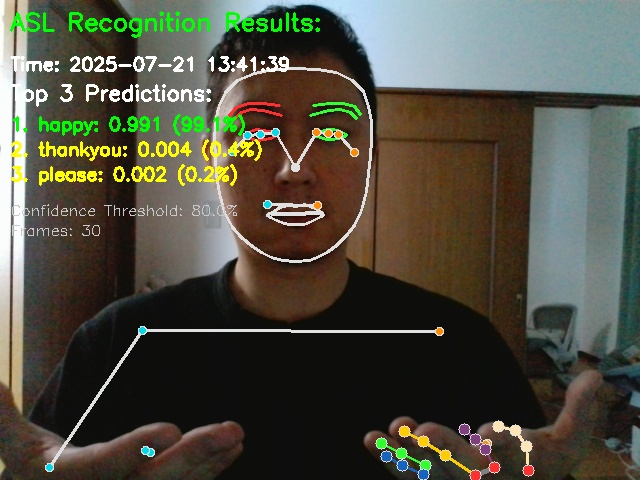 ASL Recognition Results:
Time: 2025-07-21 13:41:39
Top 3 Predictions:
1. happy: 0.991 (99.1%)
2. thankyou: 0.004 (0.4%)
3. please: 0.002 (0.2%)
Confidence Threshold: 80.0%
Frames: 30